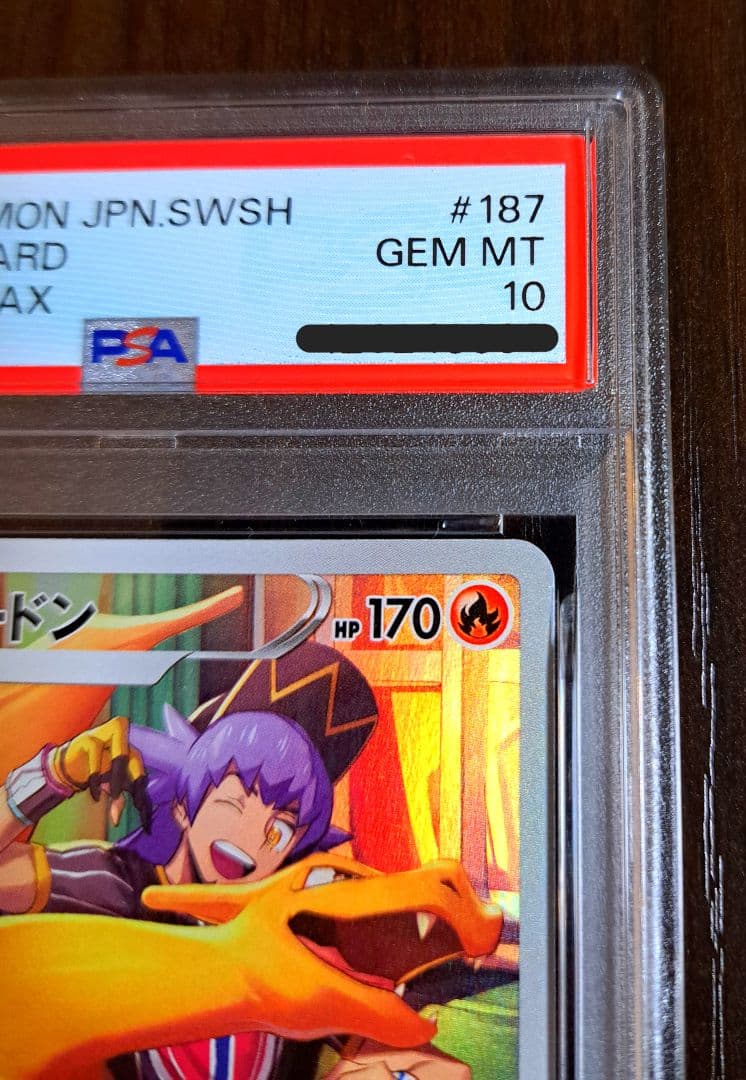 MON JPN.SWSH #187
ARD GEM MT
AX 10
PSA
ードン HP 170